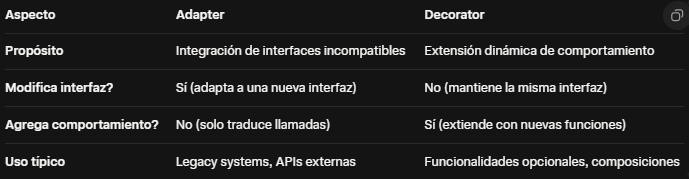 Aspecto Adapter Decorator
Propósito Integración de interfaces incompatibles Extensión dinámica de comportamiento
Modifica interfaz? Sí (adapta a una nueva interfaz) No (mantiene la misma interfaz)
Agrega comportamiento? No (solo traduce llamadas) Sí (extiende con nuevas funciones)
Uso típico Legacy systems, APIs externas Funcionalidades opcionales, composiciones